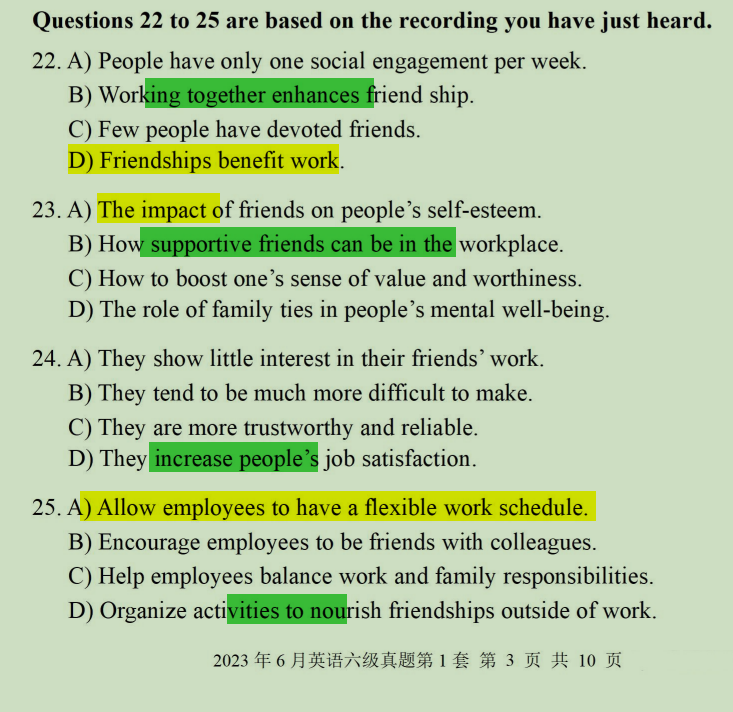 Questions 22 to 25 are based on the recording you have just heard.
22. A) People have only one social engagement per week.
B) Working together enhances friend ship.
C) Few people have devoted friends.
D) Friendships benefit work.
23. A) The impact of friends on people’s self-esteem.
B) How supportive friends can be in the workplace.
C) How to boost one’s sense of value and worthiness.
D) The role of family ties in people’s mental well-being.
24. A) They show little interest in their friends’ work.
B) They tend to be much more difficult to make.
C) They are more trustworthy and reliable.
D) They increase people’s job satisfaction.
25. A) Allow employees to have a flexible work schedule.
B) Encourage employees to be friends with colleagues.
C) Help employees balance work and family responsibilities.
D) Organize activities to nourish friendships outside of work.
2023 年 6 月英语六级真题第 1 套 第 3 页 共 10 页